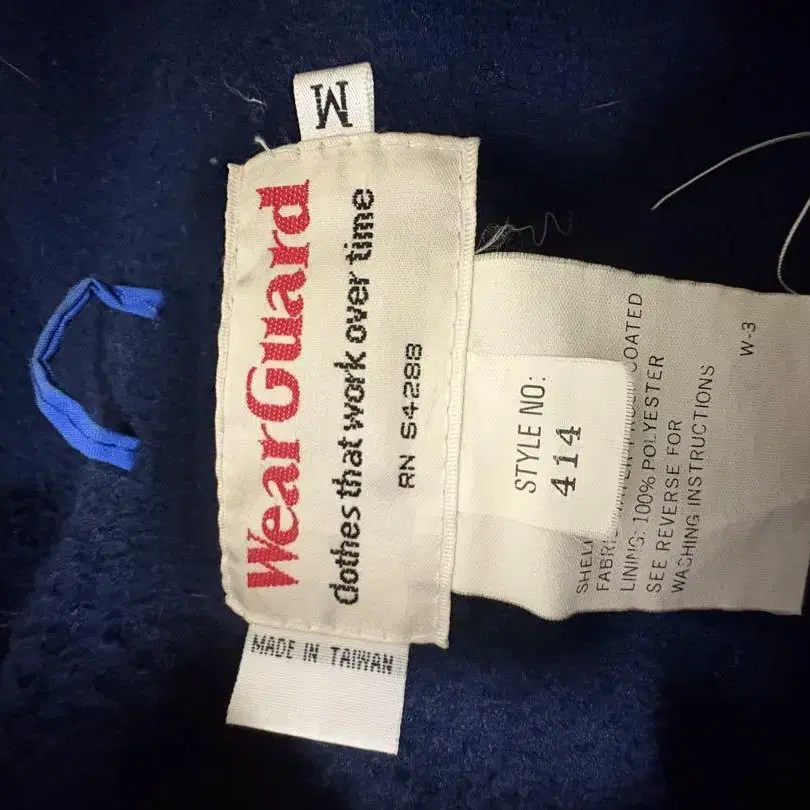 M
WearGuard
clothes that work over time
RN 54288
MADE IN TAIWAN
STYLE NO:
414
COATED
LINING: 100% POLYESTER
SEE REVERSE FOR
WASHING INSTRUCTIONS
W-3